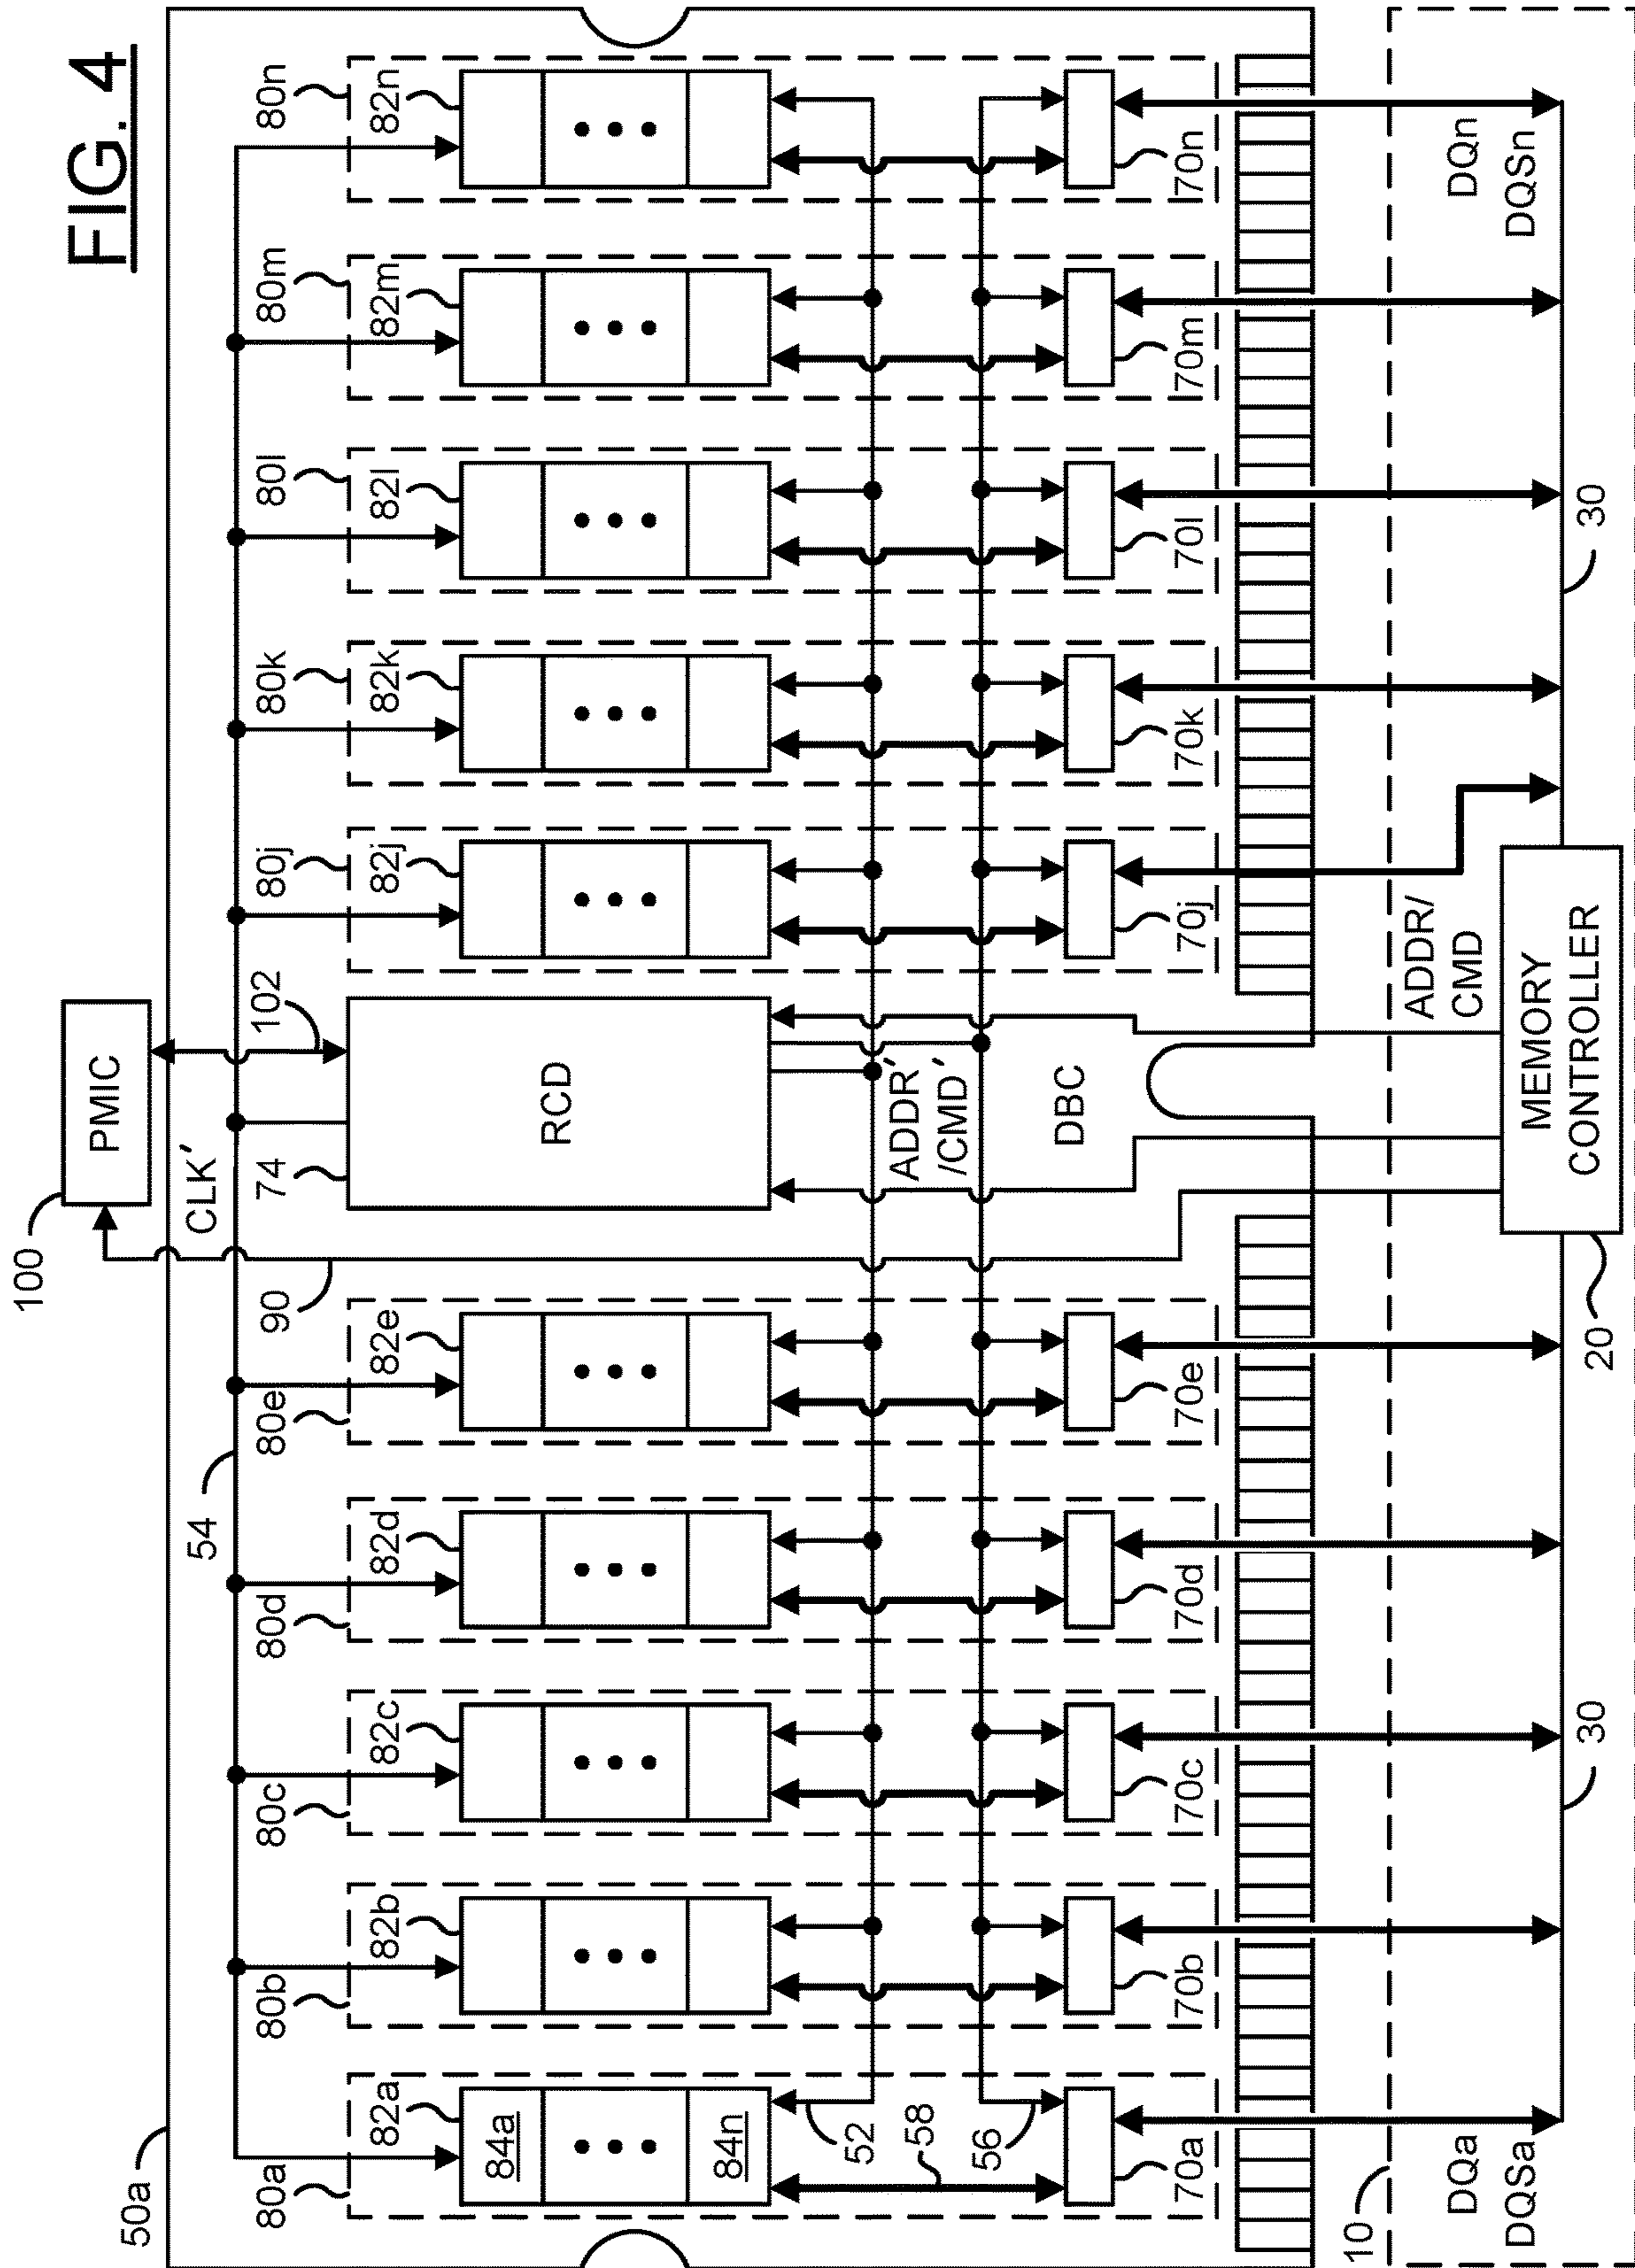 FIG. 4
100
PMIC
50a
54
90
CLK'
74
102
80a
80b
80c
80d
80e
80j
80k
80l
80m
80n
82a
82b
82c
82d
82e
82j
82k
82l
82m
82n
84a
84n
RCD
52
58
56
ADDR'
/CMD'
DBC
70a
70b
70c
70d
70e
70j
70k
70l
70m
70n
10
DQa
DQSa
30
20
MEMORY
CONTROLLER
ADDR/
CMD
30
DQn
DQSn